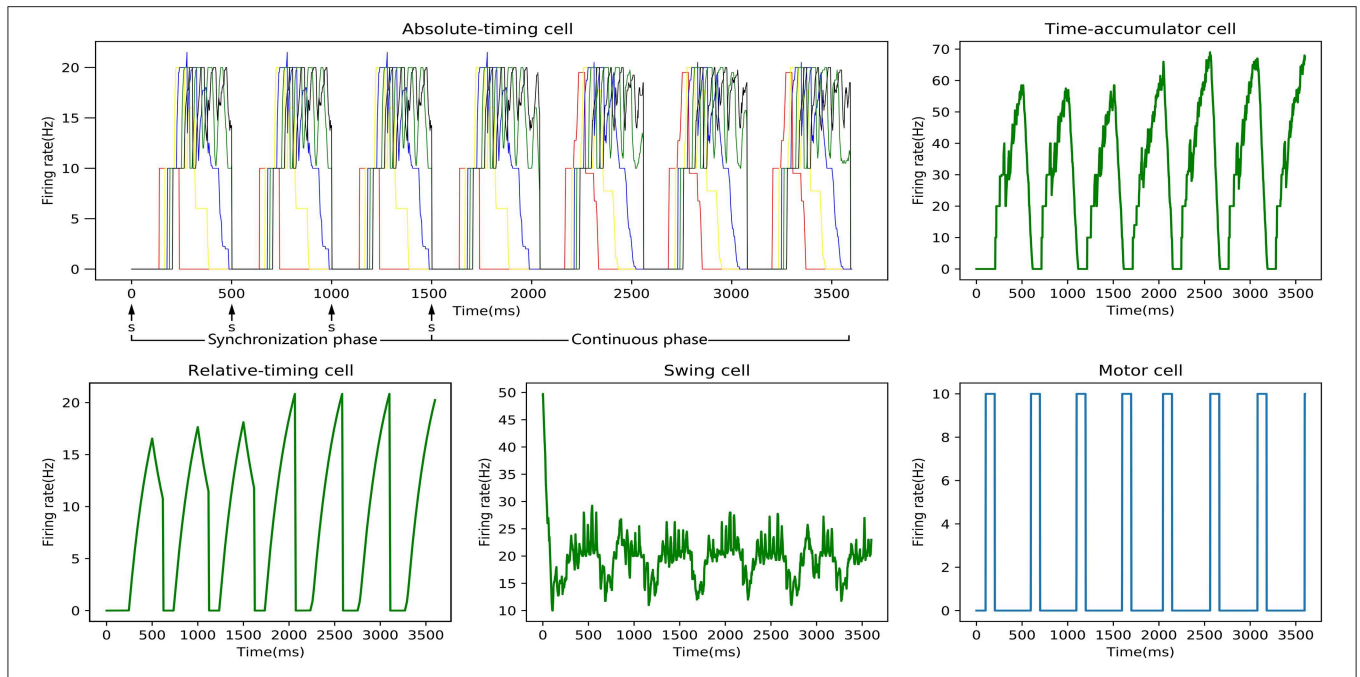 Absolute-timing cell
Firing rate(Hz)
20
15
10
5
0
0 500 1000 1500 2000 2500 3000 3500
Time(ms)
s s s s
Synchronization phase Continuous phase
Time-accumulator cell
Firing rate(Hz)
70
60
50
40
30
20
10
0
0 500 1000 1500 2000 2500 3000 3500
Time(ms)
Relative-timing cell
Firing rate(Hz)
20
15
10
5
0
0 500 1000 1500 2000 2500 3000 3500
Time(ms)
Swing cell
Firing rate(Hz)
50
45
40
35
30
25
20
15
10
0 500 1000 1500 2000 2500 3000 3500
Time(ms)
Motor cell
Firing rate(Hz)
10
8
6
4
2
0
0 500 1000 1500 2000 2500 3000 3500
Time(ms)